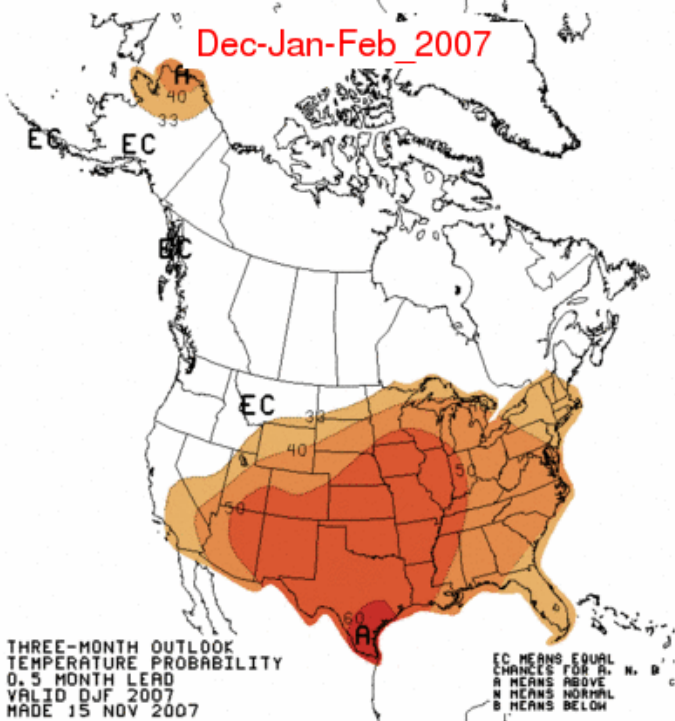 Dec-Jan-Feb_2007
A
40
33
EC
EC
EC
EC
33
40
50
50
60
A
THREE-MONTH OUTLOOK
TEMPERATURE PROBABILITY
0.5 MONTH LEAD
VALID DJF 2007
MADE 15 NOV 2007
EC MEANS EQUAL
CHANCES FOR A, N, B
A MEANS ABOVE
N MEANS NORMAL
B MEANS BELOW